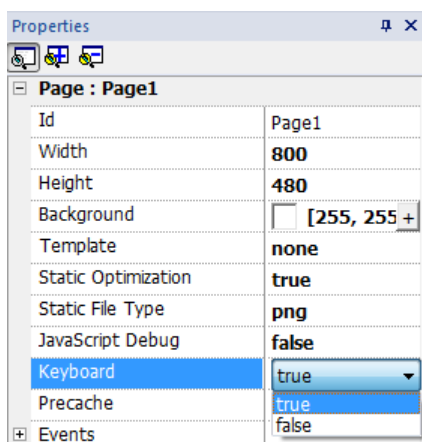 Properties
Page : Page1
Id Page1
Width 800
Height 480
Background [255, 255 +
Template none
Static Optimization true
Static File Type png
JavaScript Debug false
Keyboard true
Precache true
Events false